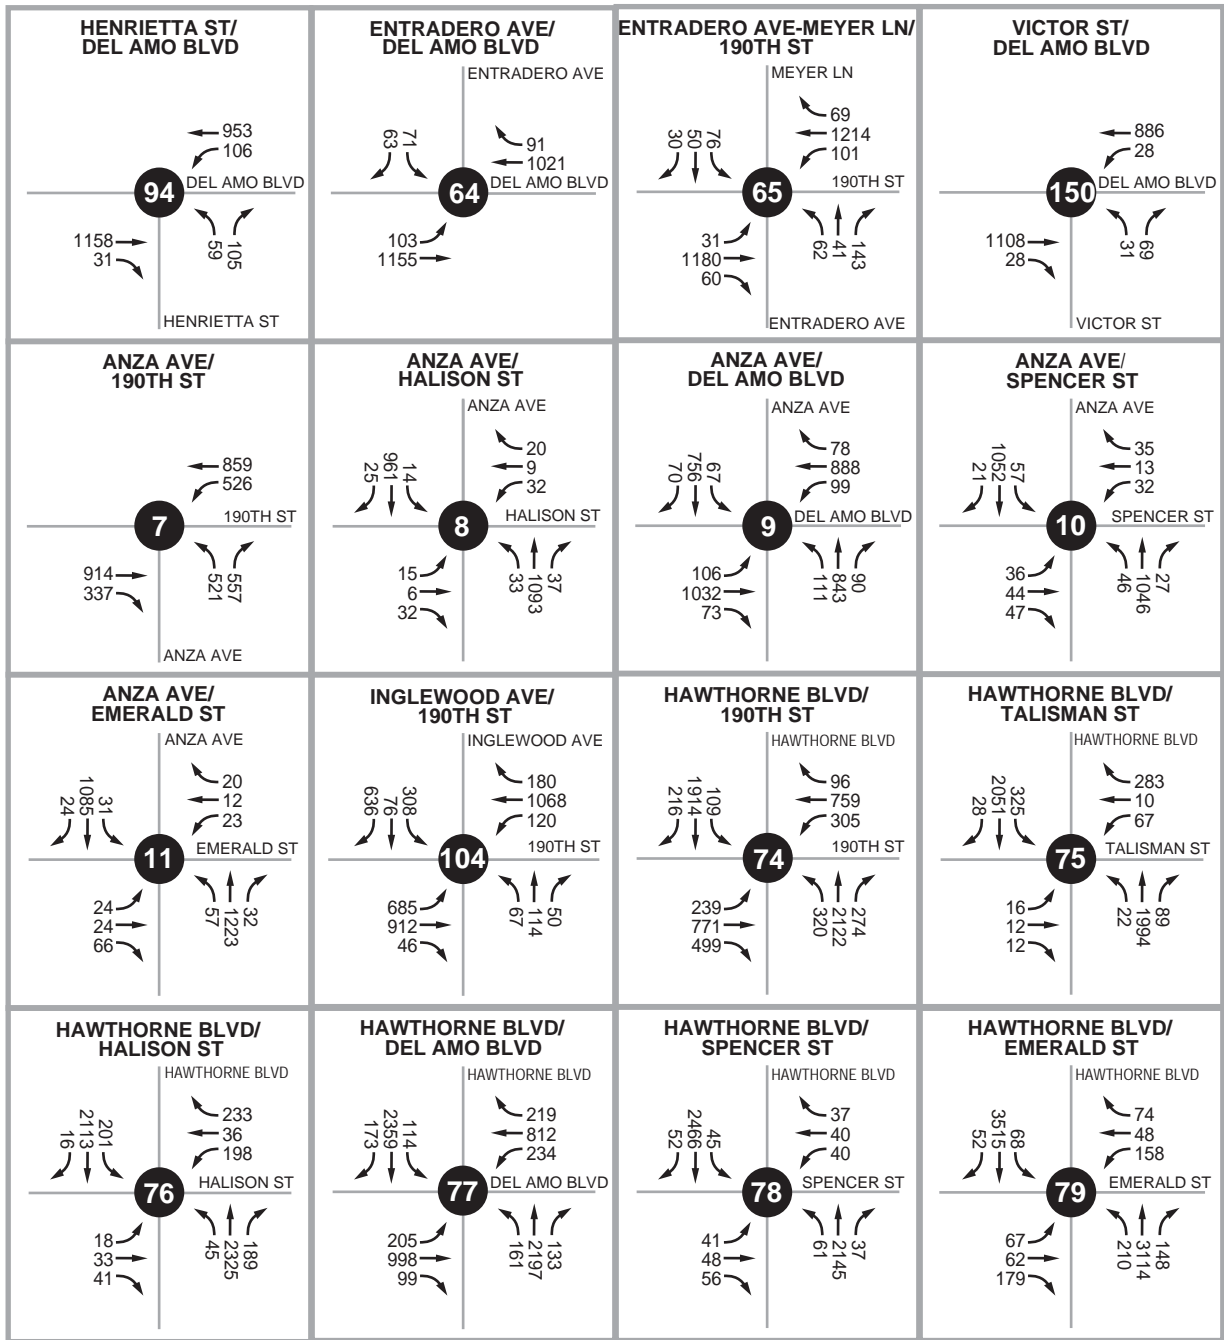 HENRIETTA ST/
DEL AMO BLVD
953
106
94
DEL AMO BLVD
1158
31
59
105
HENRIETTA ST
ENTRADERO AVE/
DEL AMO BLVD
ENTRADERO AVE
63
71
91
1021
64
DEL AMO BLVD
103
1155
ENTRADERO AVE-MEYER LN/
190TH ST
MEYER LN
30
50
76
69
1214
101
65
190TH ST
31
1180
60
62
41
143
ENTRADERO AVE
VICTOR ST/
DEL AMO BLVD
886
28
150
DEL AMO BLVD
1108
28
31
69
VICTOR ST
ANZA AVE/
190TH ST
859
526
7
190TH ST
914
337
521
557
ANZA AVE
ANZA AVE/
HALISON ST
ANZA AVE
25
961
14
20
9
32
8
HALISON ST
15
6
32
33
1093
37
ANZA AVE/
DEL AMO BLVD
ANZA AVE
70
756
67
78
888
99
9
DEL AMO BLVD
106
1032
73
111
843
90
ANZA AVE/
SPENCER ST
ANZA AVE
21
1052
57
35
13
32
10
SPENCER ST
36
44
47
46
1046
27
ANZA AVE/
EMERALD ST
ANZA AVE
24
1085
31
20
12
23
11
EMERALD ST
24
24
66
57
1223
32
INGLEWOOD AVE/
190TH ST
INGLEWOOD AVE
636
76
308
180
1068
120
104
190TH ST
685
912
46
67
114
50
HAWTHORNE BLVD/
190TH ST
HAWTHORNE BLVD
216
1914
109
96
759
305
74
190TH ST
239
771
499
320
2122
274
HAWTHORNE BLVD/
TALISMAN ST
HAWTHORNE BLVD
28
2051
325
283
10
67
75
TALISMAN ST
16
12
12
22
1994
89
HAWTHORNE BLVD/
HALISON ST
HAWTHORNE BLVD
16
2113
201
233
36
198
76
HALISON ST
18
33
41
45
2325
189
HAWTHORNE BLVD/
DEL AMO BLVD
HAWTHORNE BLVD
173
2359
114
219
812
234
77
DEL AMO BLVD
205
998
99
161
2197
133
HAWTHORNE BLVD/
SPENCER ST
HAWTHORNE BLVD
52
2466
45
37
40
40
78
SPENCER ST
41
48
56
61
2145
37
HAWTHORNE BLVD/
EMERALD ST
HAWTHORNE BLVD
52
3515
68
74
48
158
79
EMERALD ST
67
62
179
210
3114
148